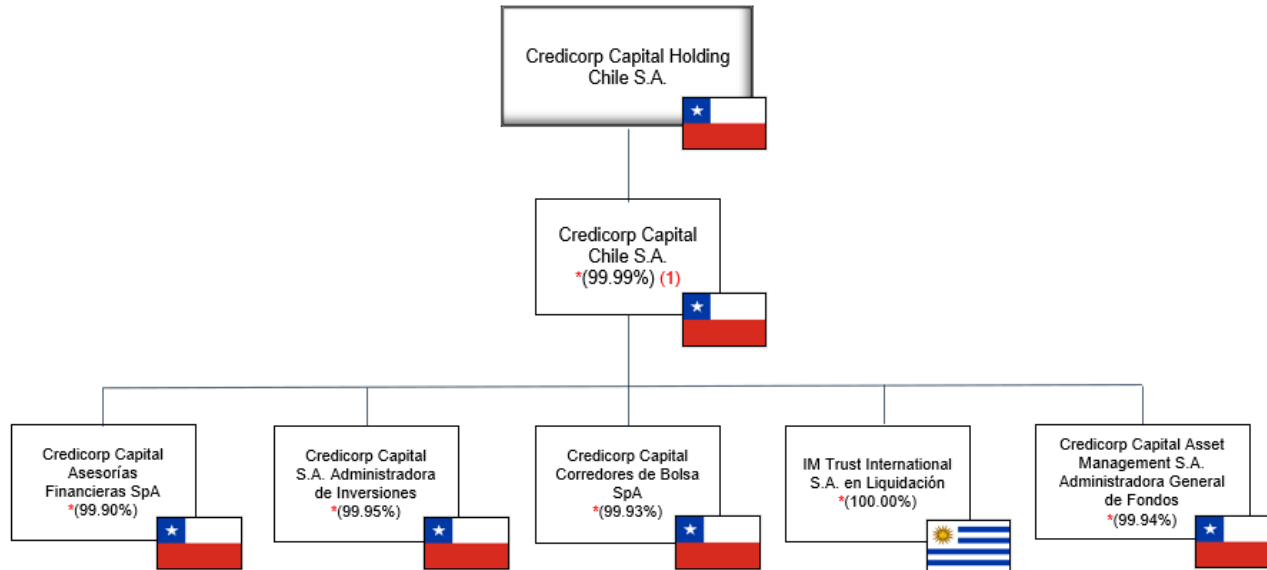 Credicorp Capital Holding
Chile S.A.
Credicorp Capital
Chile S.A.
*(99.99%) (1)
Credicorp Capital
Asesorías
Financieras SpA
*(99.90%)
Credicorp Capital
S.A. Administradora
de Inversiones
*(99.95%)
Credicorp Capital
Corredores de Bolsa
SpA
*(99.93%)
IM Trust International
S.A. en Liquidación
*(100.00%)
Credicorp Capital Asset
Management S.A.
Administradora General
de Fondos
*(99.94%)